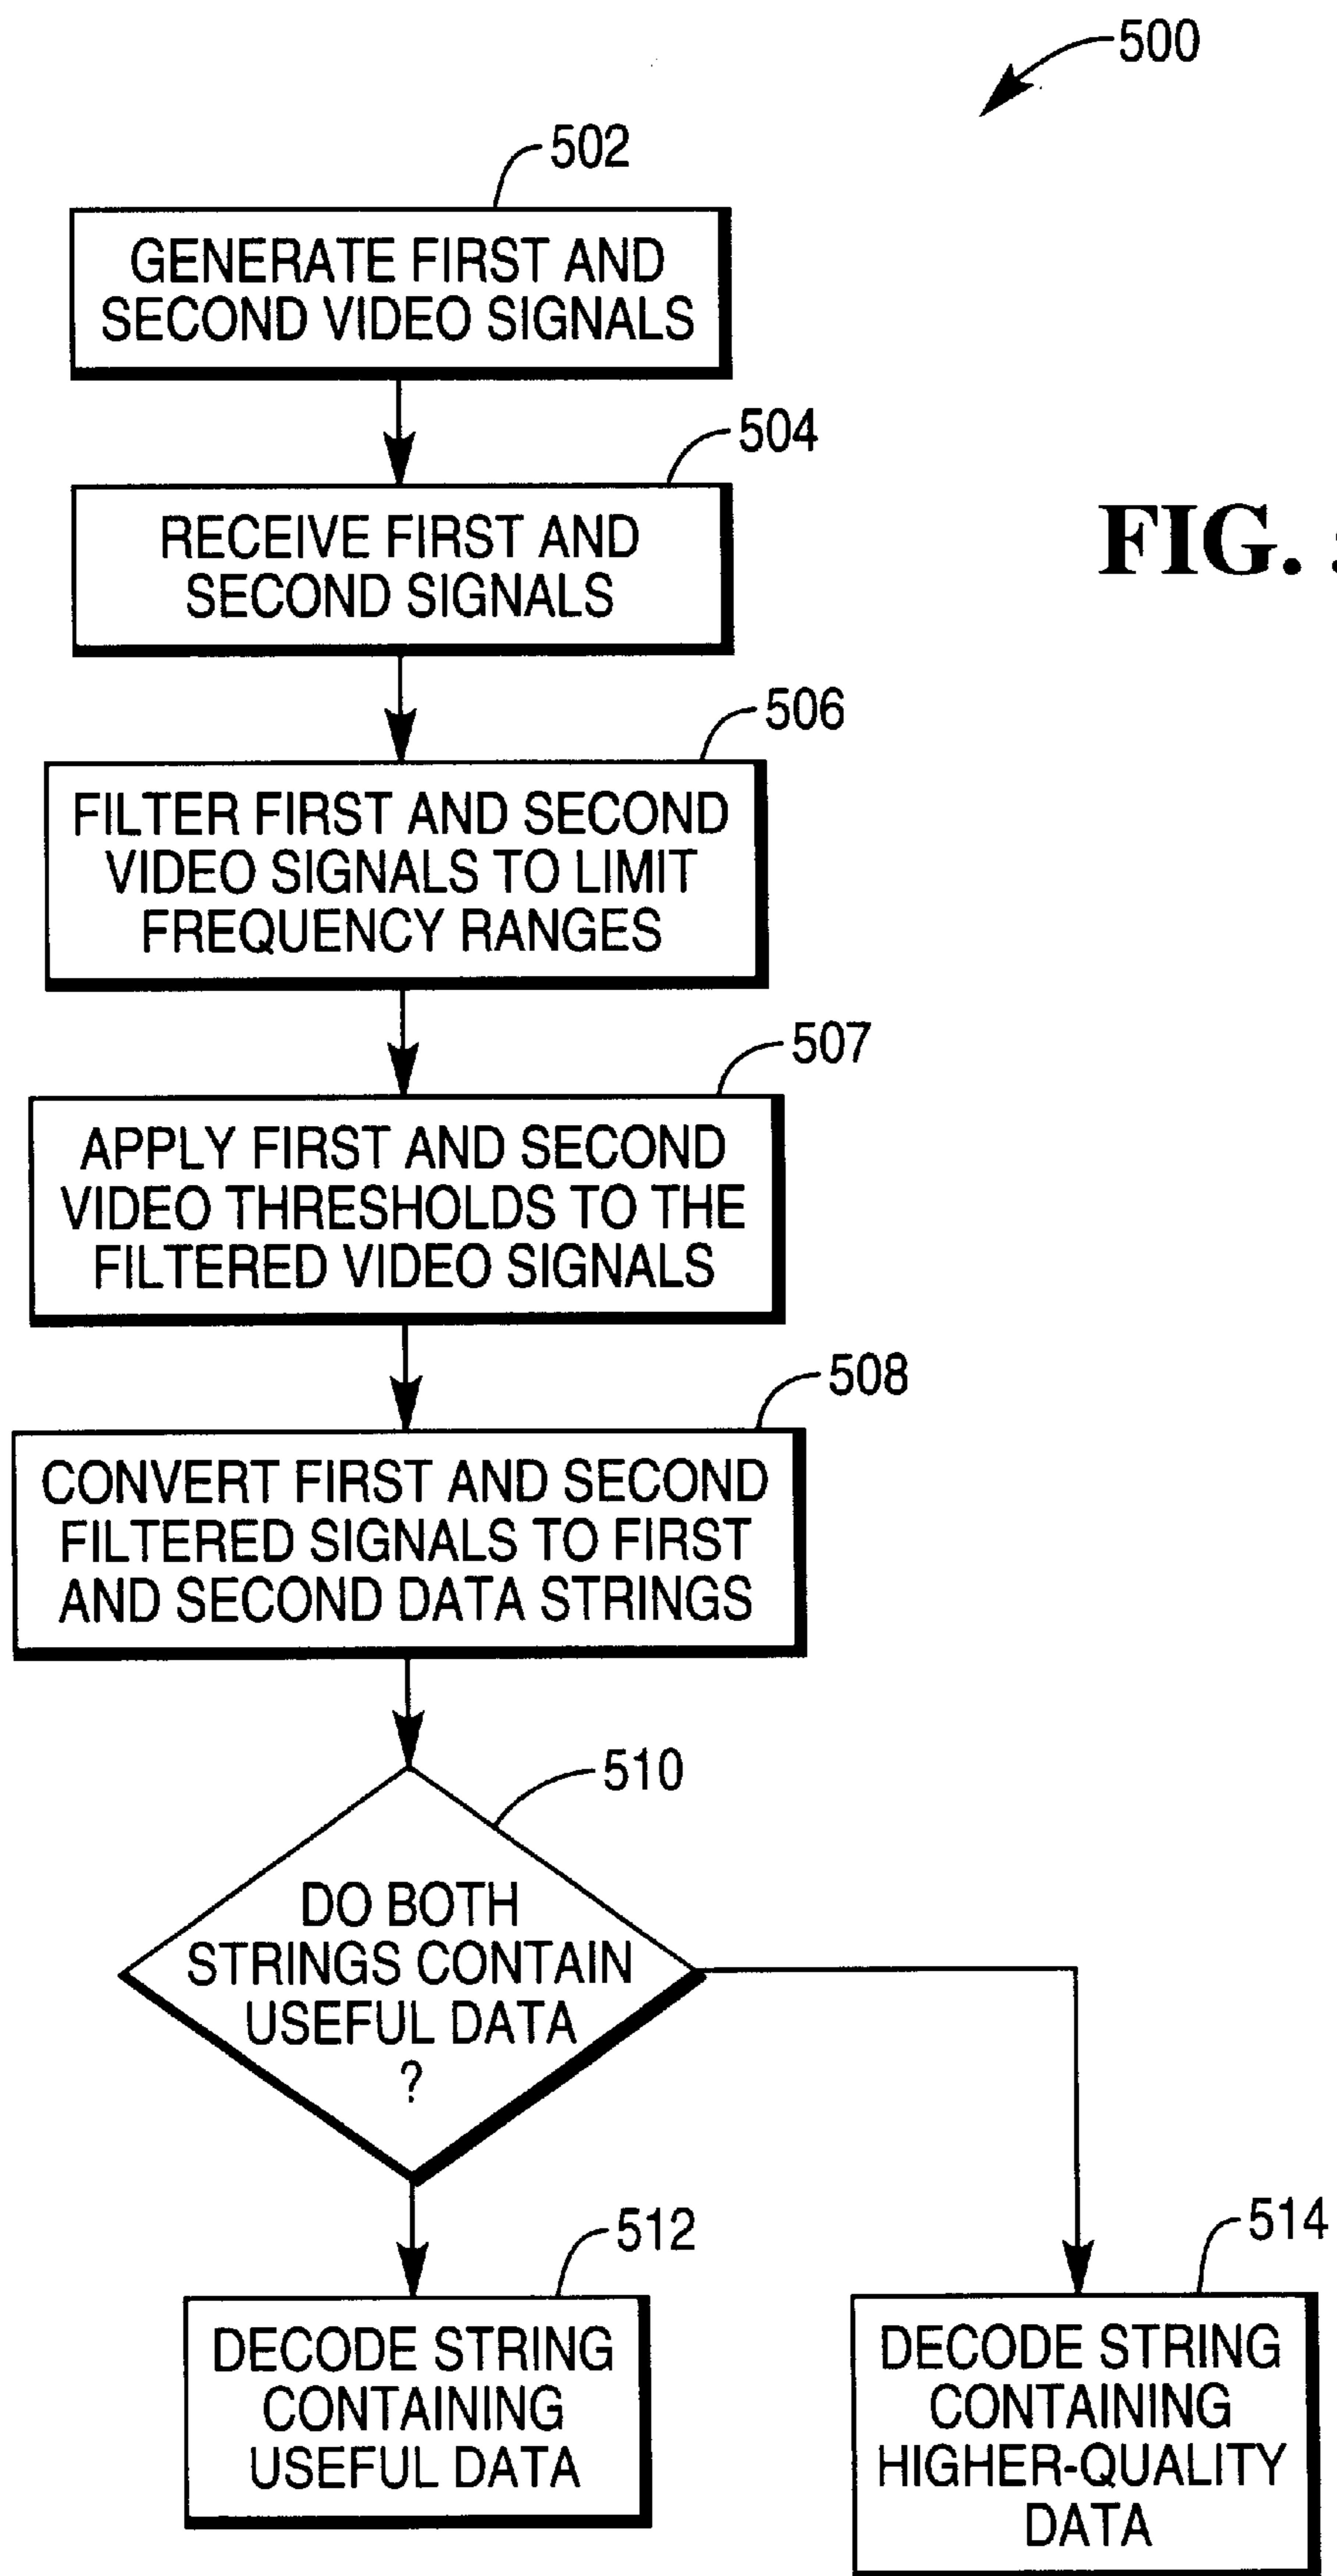 500
502
GENERATE FIRST AND
SECOND VIDEO SIGNALS
504
RECEIVE FIRST AND
SECOND SIGNALS
FIG.
506
FILTER FIRST AND SECOND
VIDEO SIGNALS TO LIMIT
FREQUENCY RANGES
507
APPLY FIRST AND SECOND
VIDEO THRESHOLDS TO THE
FILTERED VIDEO SIGNALS
508
CONVERT FIRST AND SECOND
FILTERED SIGNALS TO FIRST
AND SECOND DATA STRINGS
510
DO BOTH
STRINGS CONTAIN
USEFUL DATA
?
512
DECODE STRING
CONTAINING
USEFUL DATA
514
DECODE STRING
CONTAINING
HIGHER-QUALITY
DATA